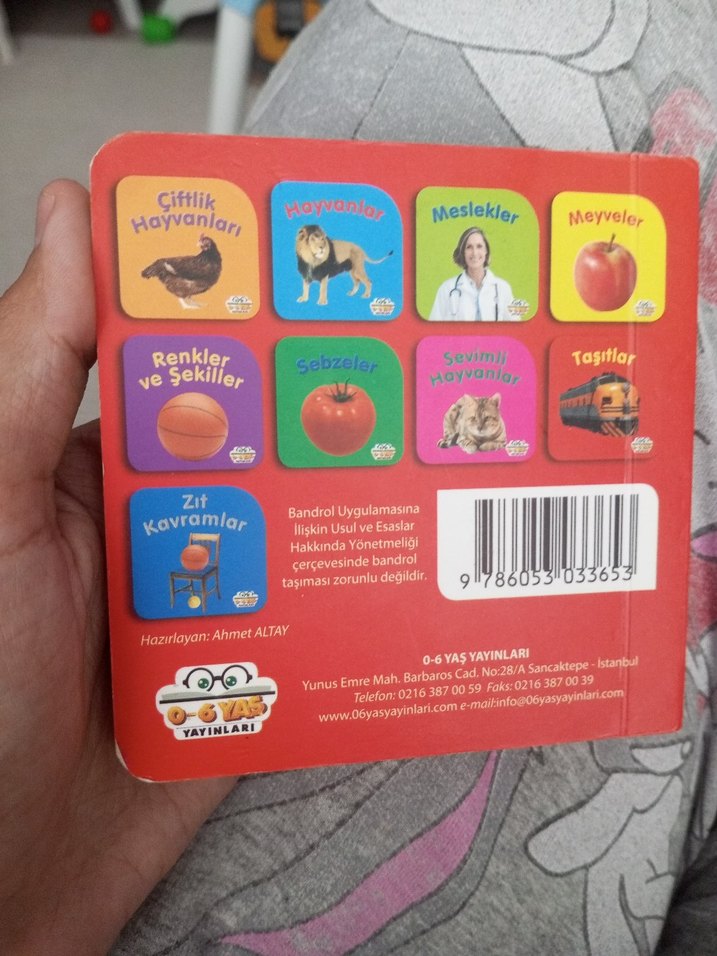 Çiftlik
Hayvanları
Hayvanlar
Meslekler
Meyveler
Renkler
ve Şekiller
Sebzeler
Sevimli
Hayvanlar
Taşıtlar
Zıt
Kavramlar
Bandrol Uygulamasına
İlişkin Usul ve Esaslar
Hakkında Yönetmeliği
çerçevesinde bandrol
taşıması zorunlu değildir.
9 786053 033653
Hazırlayan: Ahmet ALTAY
0-6 YAŞ
YAYINLARI
0-6 YAŞ YAYINLARI
Yunus Emre Mah. Barbaros Cad. No:28/A Sancaktepe - İstanbul
Telefon: 0216 387 00 59 Faks: 0216 387 00 39
www.06yasyayinlari.com e-mail:info@06yasyayinlari.com